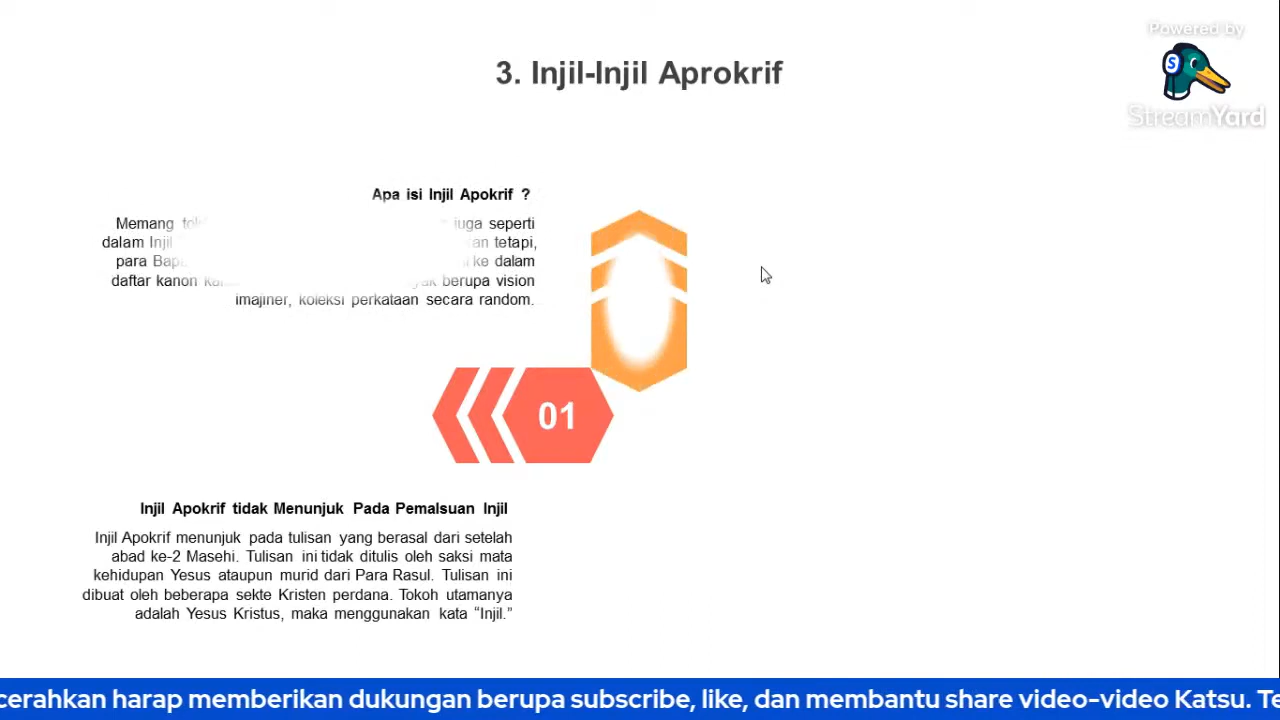 Powered by
StreamYard
3. Injil-Injil Aprokrif
Apa isi Injil Apokrif ?
Memang juga seperti
dalam Injil tetapi,
para ke dalam
daftar kanon berupa vision
imajiner, koleksi perkataan secara random.
01
Injil Apokrif tidak Menunjuk Pada Pemalsuan Injil
Injil Apokrif menunjuk pada tulisan yang berasal dari setelah
abad ke-2 Masehi. Tulisan ini tidak ditulis oleh saksi mata
kehidupan Yesus ataupun murid dari Para Rasul. Tulisan ini
dibuat oleh beberapa sekte Kristen perdana. Tokoh utamanya
adalah Yesus Kristus, maka menggunakan kata “Injil.”
cerahkan harap memberikan dukungan berupa subscribe, like, dan membantu share video-video Katsu. Te